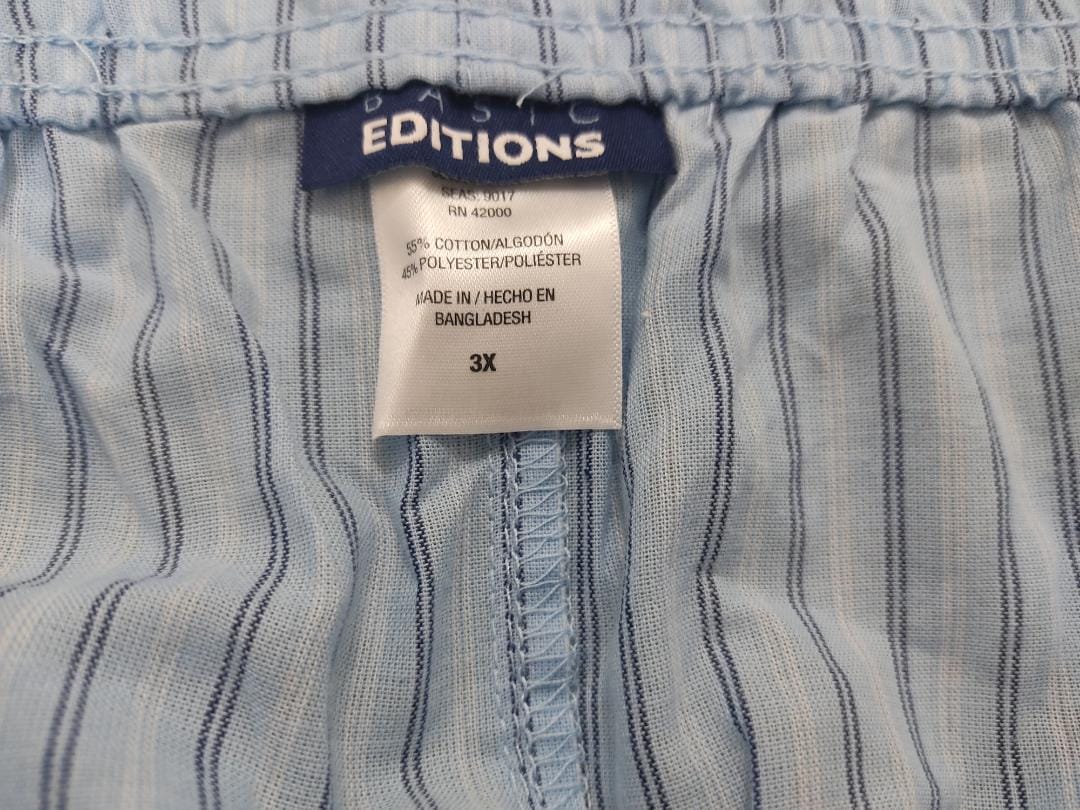 BASIC
EDITIONS
SEAS: 9017
RN 42000
55% COTTON/ALGODÓN
45% POLYESTER/POLIÉSTER
MADE IN / HECHO EN
BANGLADESH
3X